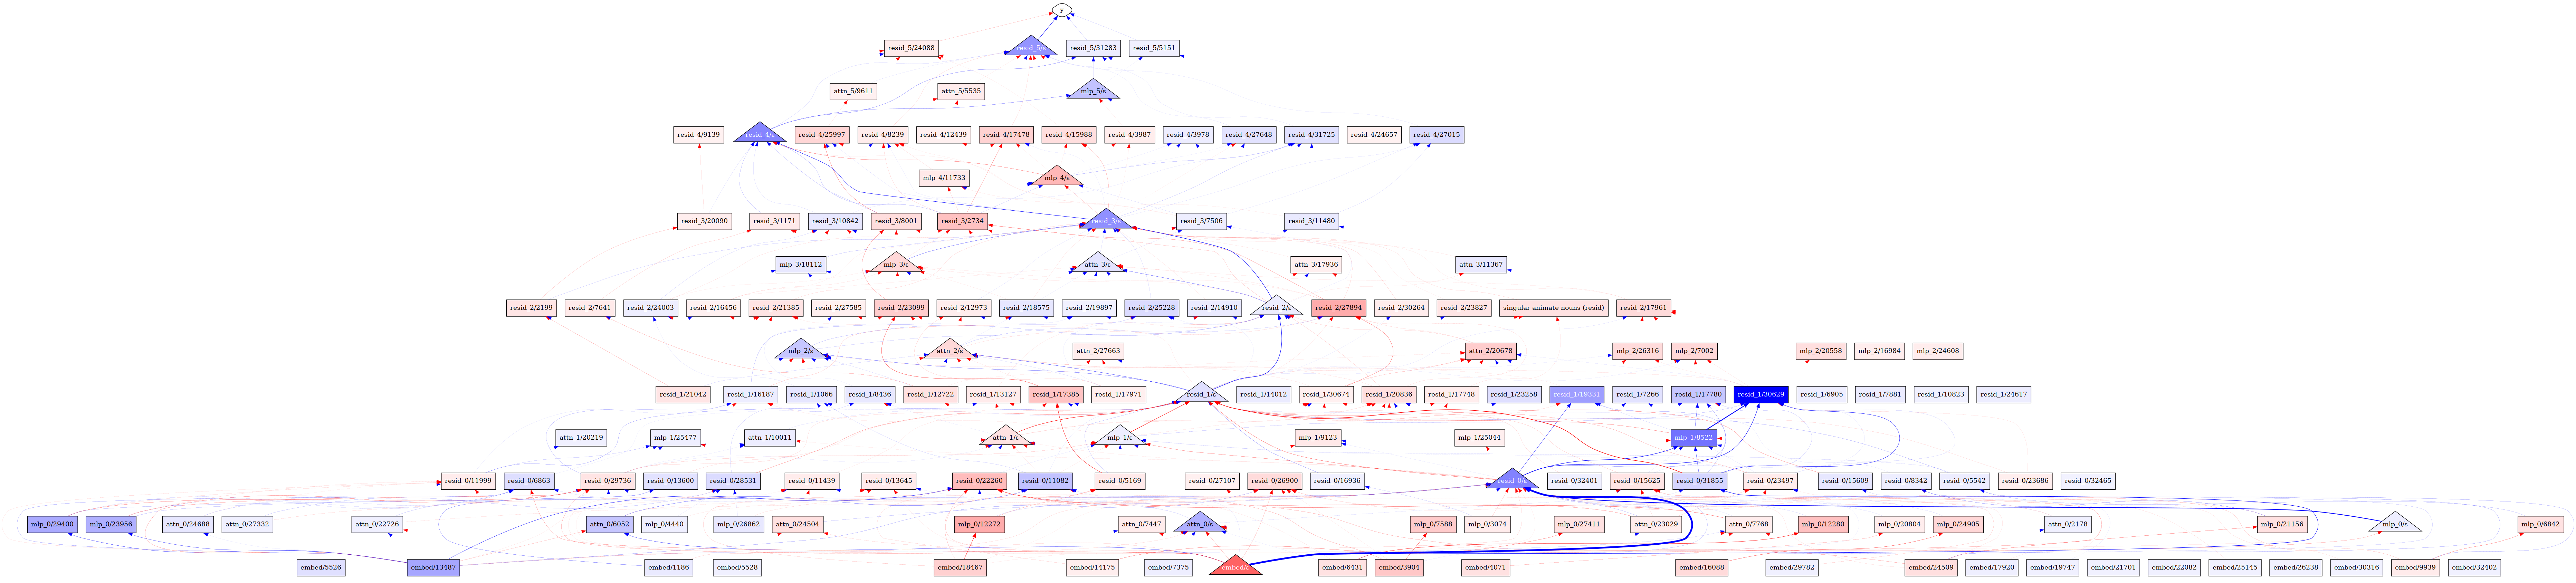 y
resid_5/24088 resid_5/ε resid_5/31283 resid_5/5151
attn_5/9611 attn_5/5535 mlp_5/ε
resid_4/9139 resid_4/ε resid_4/25997 resid_4/8239 resid_4/12439 resid_4/17478 resid_4/15988 resid_4/3987 resid_4/3978 resid_4/27648 resid_4/31725 resid_4/24657 resid_4/27015
mlp_4/11733 mlp_4/ε
resid_3/20090 resid_3/1171 resid_3/10842 resid_3/8001 resid_3/2734 resid_3/ε resid_3/7506 resid_3/11480
mlp_3/18112 mlp_3/ε attn_3/ε attn_3/17936 attn_3/11367
resid_2/2199 resid_2/7641 resid_2/24003 resid_2/16456 resid_2/21385 resid_2/27585 resid_2/23099 resid_2/12973 resid_2/18575 resid_2/19897 resid_2/25228 resid_2/14910 resid_2/ε resid_2/27894 resid_2/30264 resid_2/23827 singular animate nouns (resid) resid_2/17961
mlp_2/ε attn_2/ε attn_2/27663 attn_2/20678 mlp_2/26316 mlp_2/7002 mlp_2/20558 mlp_2/16984 mlp_2/24608
resid_1/21042 resid_1/16187 resid_1/1066 resid_1/8436 resid_1/12722 resid_1/13127 resid_1/17385 resid_1/17971 resid_1/ε resid_1/14012 resid_1/30674 resid_1/20836 resid_1/17748 resid_1/23258 resid_1/19331 resid_1/7266 resid_1/17780 resid_1/30629 resid_1/6905 resid_1/7881 resid_1/10823 resid_1/24617
attn_1/20219 mlp_1/25477 attn_1/10011 attn_1/ε mlp_1/ε mlp_1/9123 mlp_1/25044 mlp_1/8522
resid_0/11999 resid_0/6863 resid_0/29736 resid_0/13600 resid_0/28531 resid_0/11439 resid_0/13645 resid_0/22260 resid_0/11082 resid_0/5169 resid_0/27107 resid_0/26900 resid_0/16936 resid_0/ε resid_0/32401 resid_0/15625 resid_0/31855 resid_0/23497 resid_0/15609 resid_0/8342 resid_0/5542 resid_0/23686 resid_0/32465
mlp_0/29400 mlp_0/23956 attn_0/24688 attn_0/27332 attn_0/22726 attn_0/6052 mlp_0/4440 mlp_0/26862 attn_0/24504 mlp_0/12272 attn_0/7447 attn_0/ε mlp_0/7588 mlp_0/3074 mlp_0/27411 attn_0/23029 attn_0/7768 mlp_0/12280 mlp_0/20804 mlp_0/24905 attn_0/2178 mlp_0/21156 mlp_0/ε mlp_0/6842
embed/5526 embed/13487 embed/1186 embed/5528 embed/18467 embed/14175 embed/7375 embed/ε embed/6431 embed/3904 embed/4071 embed/16088 embed/29782 embed/24509 embed/17920 embed/19747 embed/21701 embed/22082 embed/25145 embed/26238 embed/30316 embed/9939 embed/32402